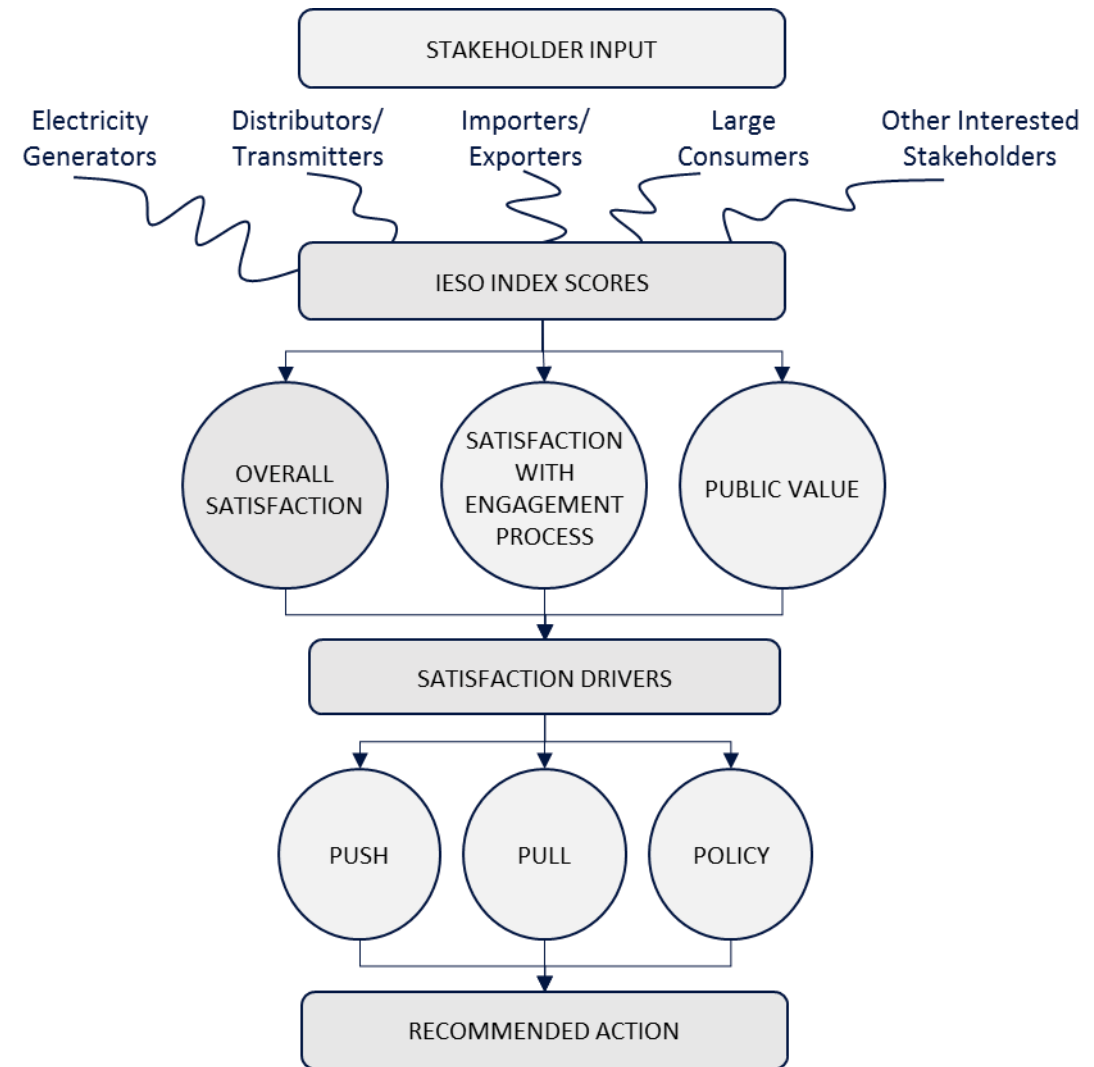 STAKEHOLDER INPUT
Electricity
Generators
Distributors/
Transmitters
Importers/
Exporters
Large
Consumers
Other Interested
Stakeholders
IESO INDEX SCORES
OVERALL
SATISFACTION
SATISFACTION
WITH
ENGAGEMENT
PROCESS
PUBLIC VALUE
SATISFACTION DRIVERS
PUSH
PULL
POLICY
RECOMMENDED ACTION